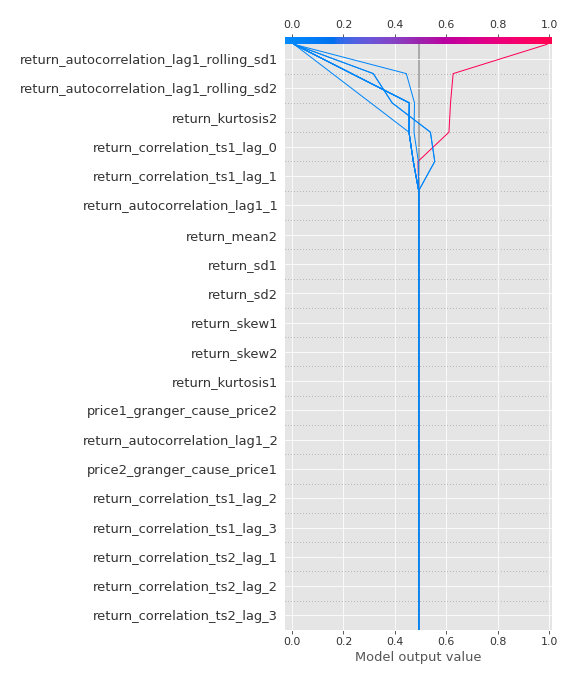 0.0 0.2 0.4 0.6 0.8 1.0
return_autocorrelation_lag1_rolling_sd1
return_autocorrelation_lag1_rolling_sd2
return_kurtosis2
return_correlation_ts1_lag_0
return_correlation_ts1_lag_1
return_autocorrelation_lag1_1
return_mean2
return_sd1
return_sd2
return_skew1
return_skew2
return_kurtosis1
price1_granger_cause_price2
return_autocorrelation_lag1_2
price2_granger_cause_price1
return_correlation_ts1_lag_2
return_correlation_ts1_lag_3
return_correlation_ts2_lag_1
return_correlation_ts2_lag_2
return_correlation_ts2_lag_3
0.0 0.2 0.4 0.6 0.8 1.0
Model output value